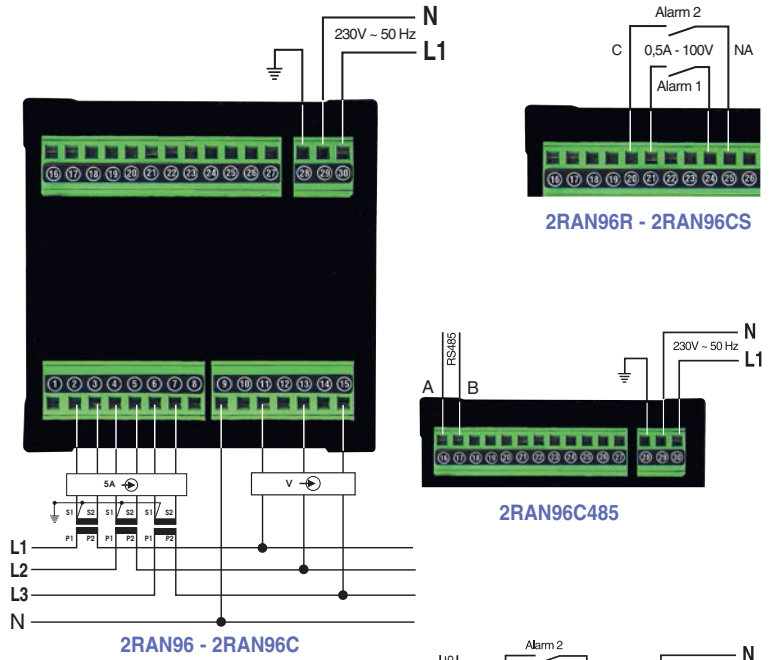 N
230V ~ 50 Hz
L1
16 17 18 19 20 21 22 23 24 25 26 27 28 29 30
1 2 3 4 5 6 7 8 9 10 11 12 13 14 15
5A
V
S1 S2 S1 S2 S1 S2
P1 P2 P1 P2 P1 P2
L1
L2
L3
N
2RAN96 - 2RAN96C
Alarm 2
C 0,5A - 100V NA
Alarm 1
16 17 18 19 20 21 22 23 24 25 26
2RAN96R - 2RAN96CS
RS485
N
230V ~ 50 Hz
L1
A B
16 17 18 19 20 21 22 23 24 25 26 27 28 29 30
2RAN96C485
Alarm 2
N